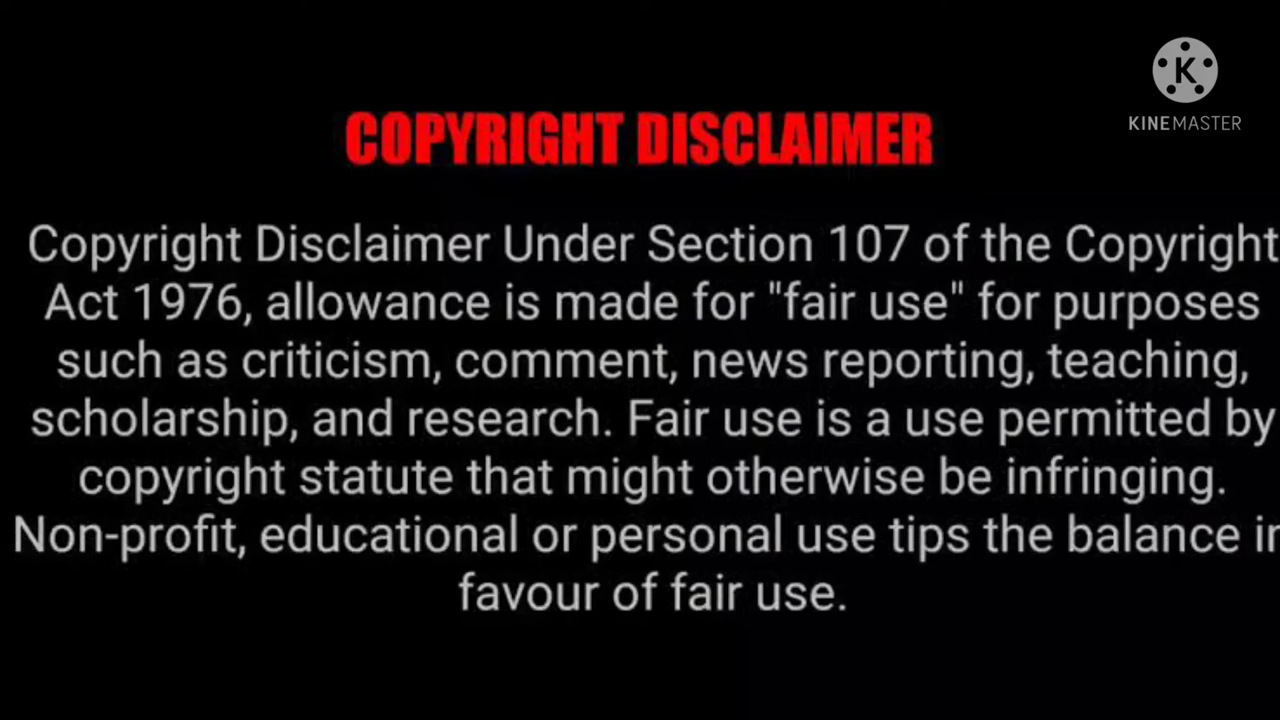 K
KINEMASTER
COPYRIGHT DISCLAIMER
Copyright Disclaimer Under Section 107 of the Copyright
Act 1976, allowance is made for "fair use" for purposes
such as criticism, comment, news reporting, teaching,
scholarship, and research. Fair use is a use permitted by
copyright statute that might otherwise be infringing.
Non-profit, educational or personal use tips the balance in
favour of fair use.